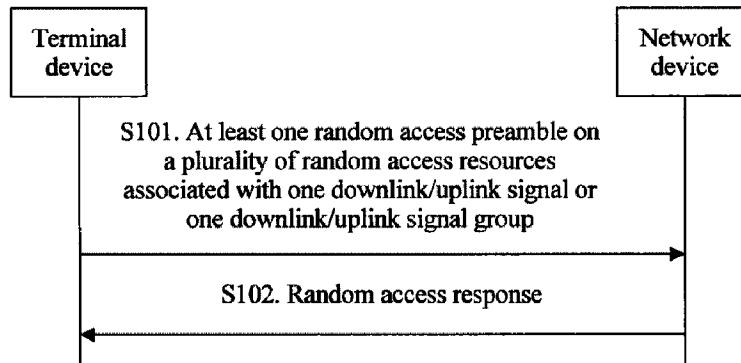 Terminal
device
Network
device
S101. At least one random access preamble on
a plurality of random access resources
associated with one downlink/uplink signal or
one downlink/uplink signal group
S102. Random access response